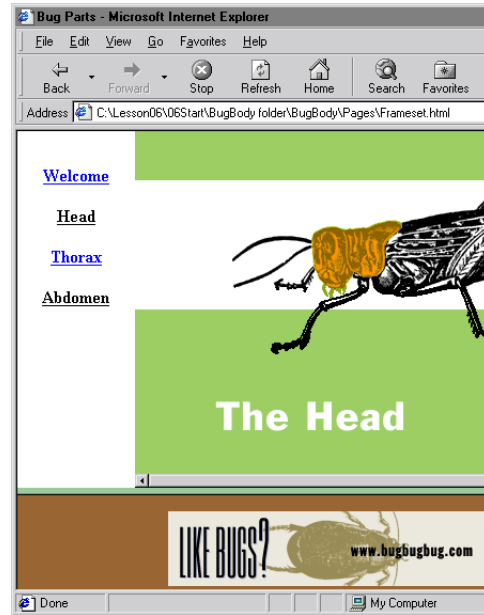 Bug Parts - Microsoft Internet Explorer
File Edit View Go Favorites Help
Back Forward Stop Refresh Home Search Favorites
Address C:\Lesson06\06Start\BugBody folder\BugBody\Pages\Frameset.html
Welcome
Head
Thorax
Abdomen
The Head
LIKE BUGS?
www.bugbugbug.com
Done My Computer